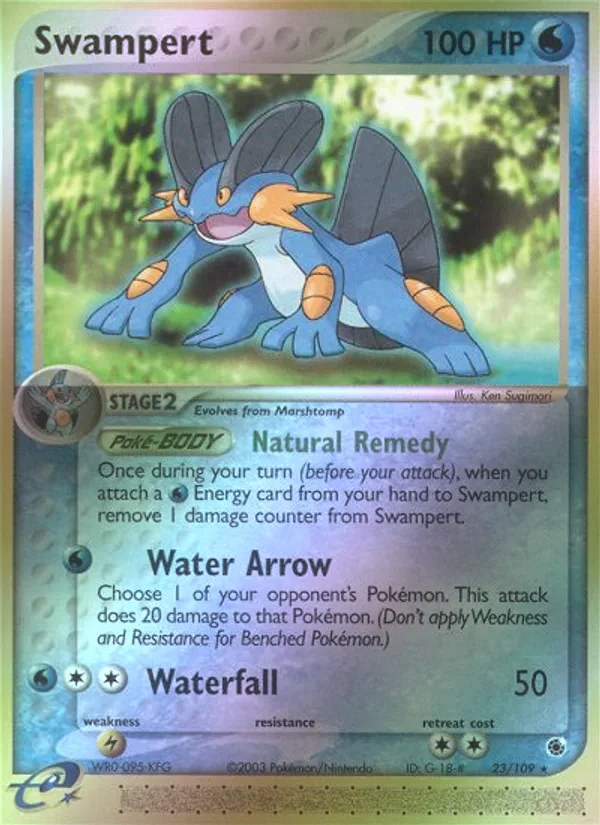 Swampert 100 HP
Illus. Ken Sugimori
STAGE2 Evolves from Marshtomp
Poké-BODY Natural Remedy
Once during your turn (before your attack), when you
attach a Energy card from your hand to Swampert,
remove 1 damage counter from Swampert.
Water Arrow
Choose 1 of your opponent's Pokémon. This attack
does 20 damage to that Pokémon. (Don't apply Weakness
and Resistance for Benched Pokémon.)
Waterfall 50
weakness resistance retreat cost
WR0-095-KFG ©2003 Pokémon/Nintendo ID: G-18-# 23/109 ★
e